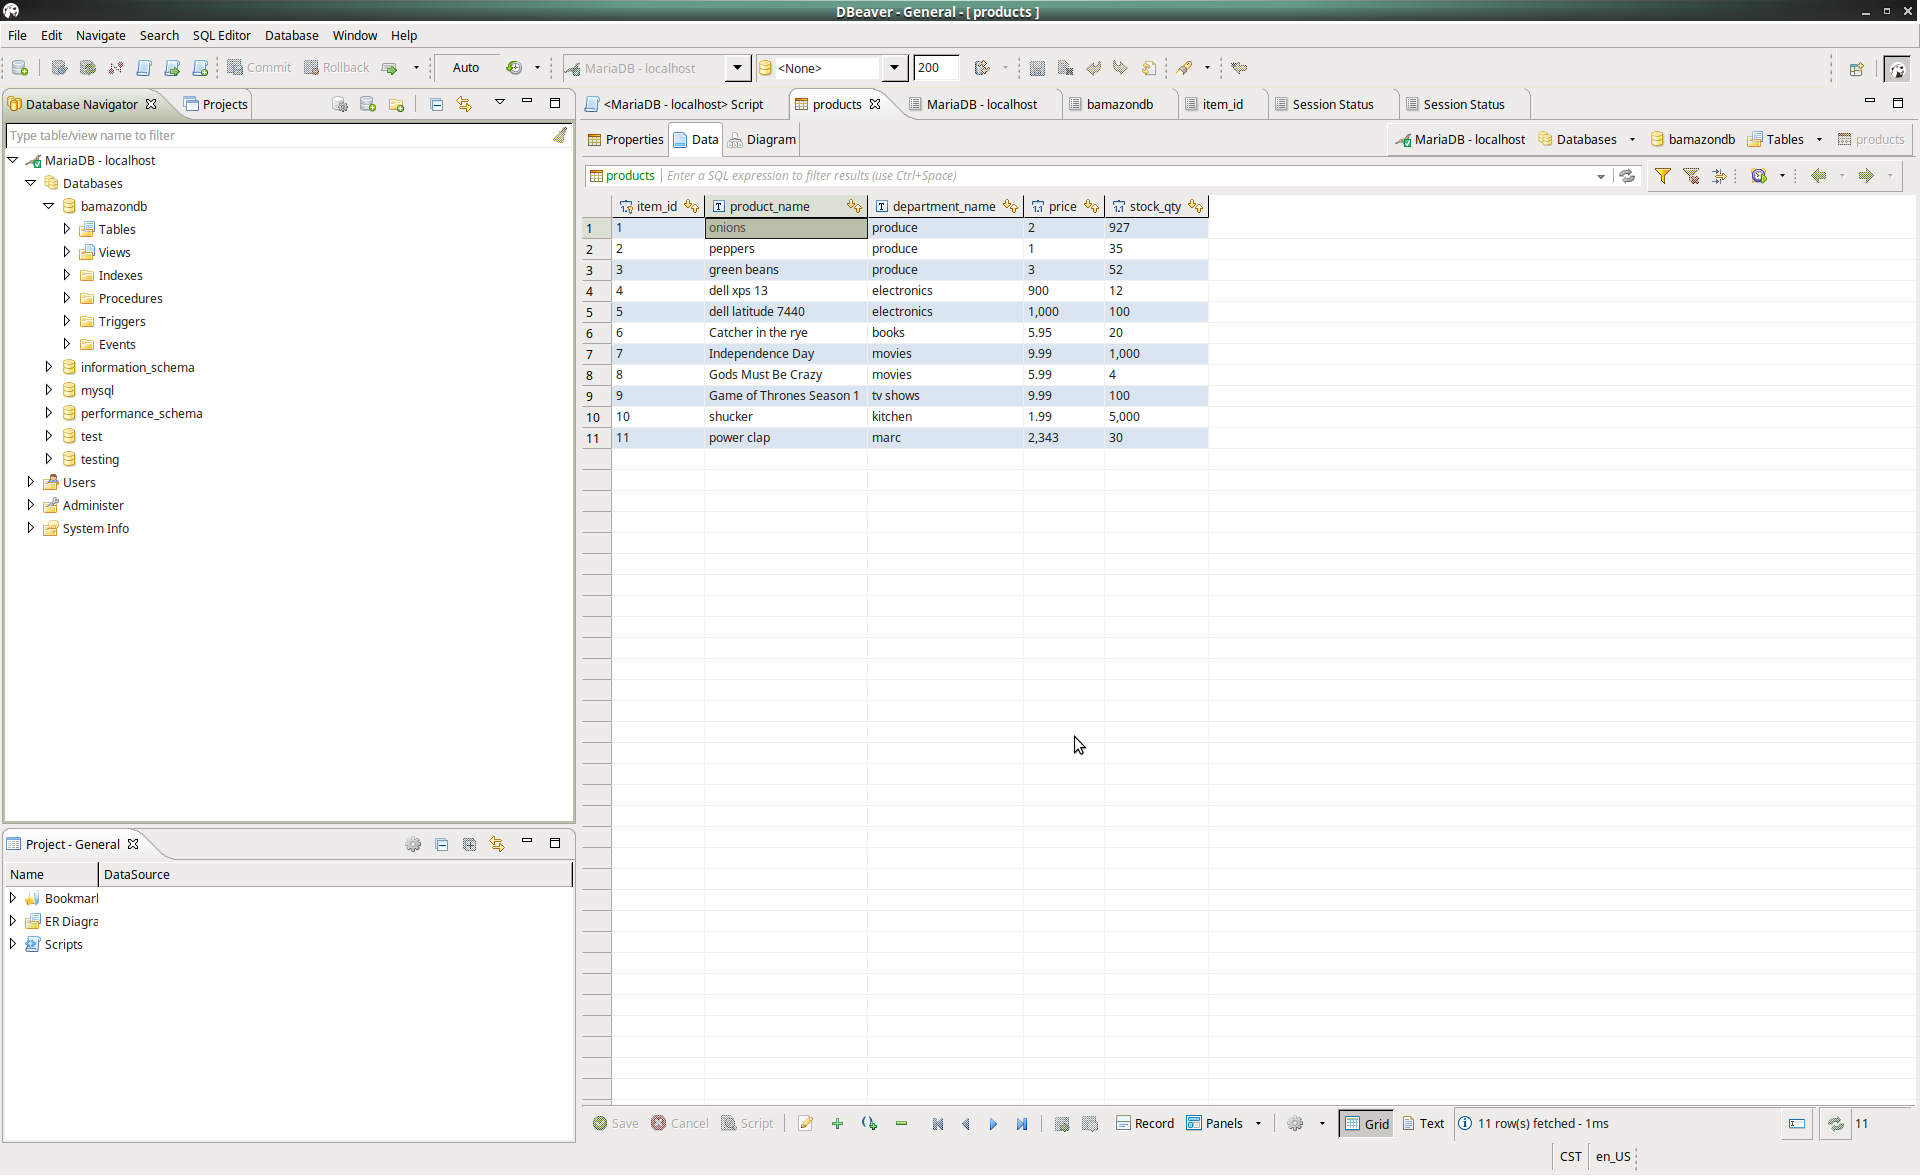 DBeaver - General - [ products ]
File Edit Navigate Search SQL Editor Database Window Help
Commit Rollback Auto MariaDB - localhost <None> 200
Database Navigator Projects
<MariaDB - localhost> Script products MariaDB - localhost bamazondb item_id Session Status Session Status
Type table/view name to filter
Properties Data Diagram MariaDB - localhost Databases bamazondb Tables products
products Enter a SQL expression to filter results (use Ctrl+Space)
MariaDB - localhost
Databases
bamazondb
Tables
Views
Indexes
Procedures
Triggers
Events
information_schema
mysql
performance_schema
test
testing
Users
Administer
System Info
item_id product_name department_name price stock_qty
1 1 onions produce 2 927
2 2 peppers produce 1 35
3 3 green beans produce 3 52
4 4 dell xps 13 electronics 900 12
5 5 dell latitude 7440 electronics 1,000 100
6 6 Catcher in the rye books 5.95 20
7 7 Independence Day movies 9.99 1,000
8 8 Gods Must Be Crazy movies 5.99 4
9 9 Game of Thrones Season 1 tv shows 9.99 100
10 10 shucker kitchen 1.99 5,000
11 11 power clap marc 2,343 30
Project - General
Name DataSource
Bookmarl
ER Diagra
Scripts
Save Cancel Script Record Panels Grid Text 11 row(s) fetched - 1ms 11
CST en_US